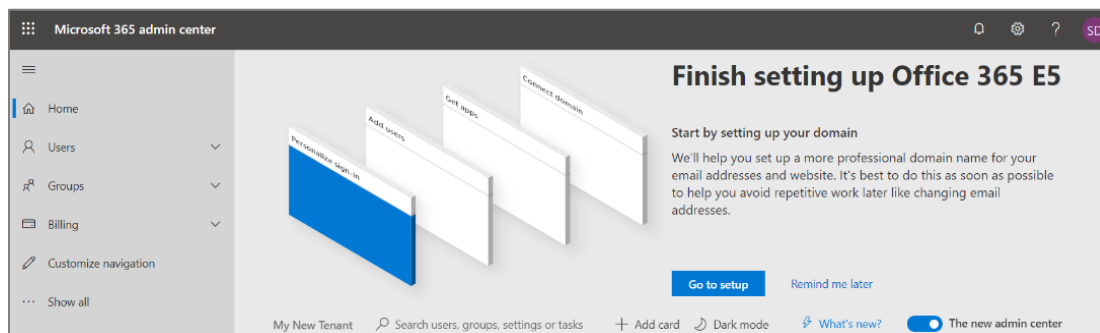 Microsoft 365 admin center
?
SD
Finish setting up Office 365 E5
Connect domain
Get apps
Add users
Personalize sign-in
Home
Users
Groups
Billing
Customize navigation
Show all
Start by setting up your domain
We'll help you set up a more professional domain name for your
email addresses and website. It's best to do this as soon as possible
to help you avoid repetitive work later like changing email
addresses.
Go to setup
Remind me later
My New Tenant
Search users, groups, settings or tasks
Add card
Dark mode
What's new?
The new admin center